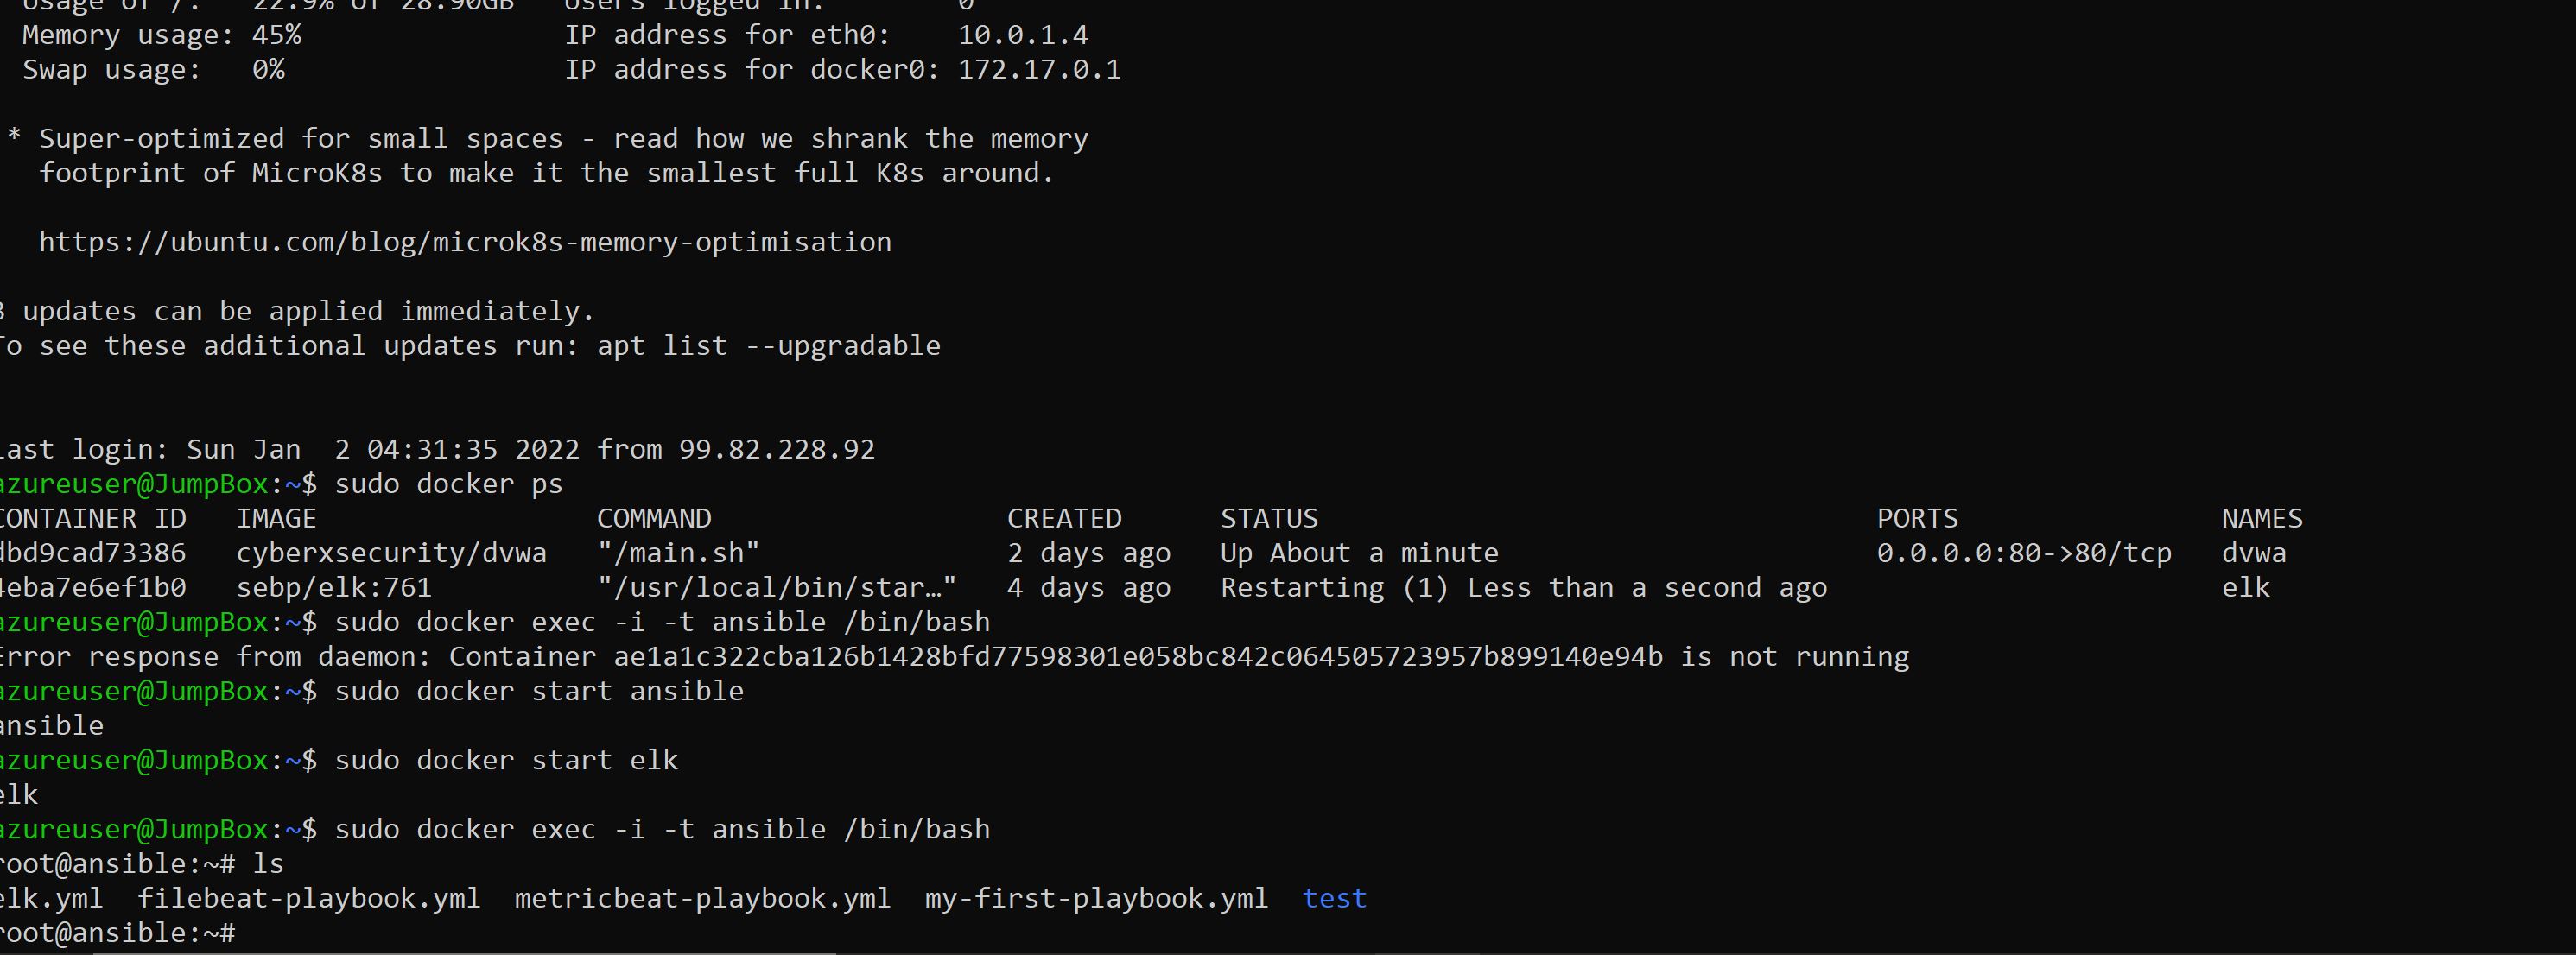 Usage of /: 22.9% of 28.90GB Users logged in: 0
Memory usage: 45% IP address for eth0: 10.0.1.4
Swap usage: 0% IP address for docker0: 172.17.0.1
* Super-optimized for small spaces - read how we shrank the memory
footprint of MicroK8s to make it the smallest full K8s around.
https://ubuntu.com/blog/microk8s-memory-optimisation
3 updates can be applied immediately.
To see these additional updates run: apt list --upgradable
Last login: Sun Jan 2 04:31:35 2022 from 99.82.228.92
azureuser@JumpBox:~$ sudo docker ps
CONTAINER ID IMAGE COMMAND CREATED STATUS PORTS NAMES
dbd9cad73386 cyberxsecurity/dvwa "/main.sh" 2 days ago Up About a minute 0.0.0.0:80->80/tcp dvwa
4eba7e6ef1b0 sebp/elk:761 "/usr/local/bin/star…" 4 days ago Restarting (1) Less than a second ago elk
azureuser@JumpBox:~$ sudo docker exec -i -t ansible /bin/bash
Error response from daemon: Container ae1a1c322cba126b1428bfd77598301e058bc842c064505723957b899140e94b is not running
azureuser@JumpBox:~$ sudo docker start ansible
ansible
azureuser@JumpBox:~$ sudo docker start elk
elk
azureuser@JumpBox:~$ sudo docker exec -i -t ansible /bin/bash
root@ansible:~# ls
elk.yml filebeat-playbook.yml metricbeat-playbook.yml my-first-playbook.yml test
root@ansible:~#